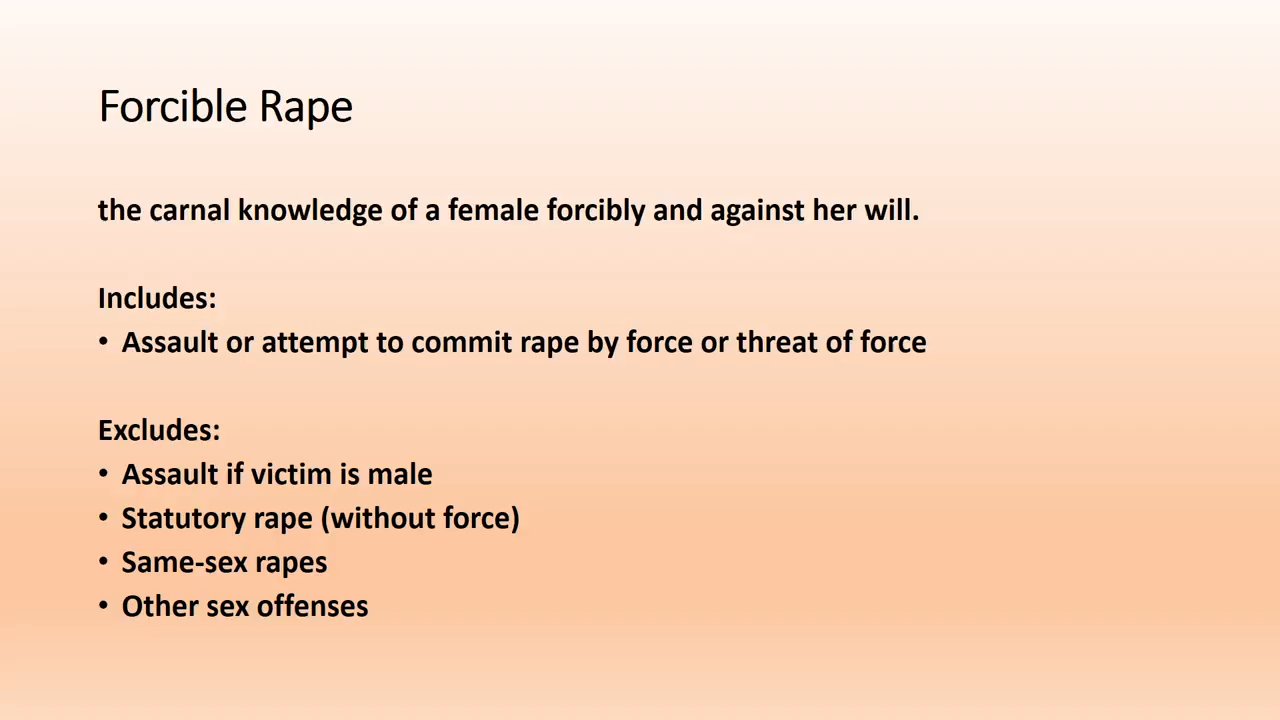 Forcible Rape
the carnal knowledge of a female forcibly and against her will.
Includes:
• Assault or attempt to commit rape by force or threat of force
Excludes:
• Assault if victim is male
• Statutory rape (without force)
• Same-sex rapes
• Other sex offenses